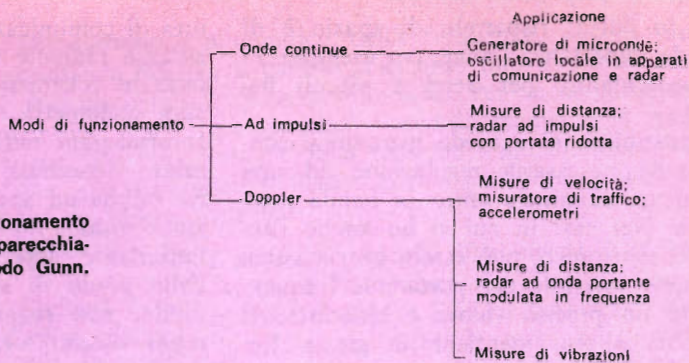 Applicazione
Onde continue
Generatore di microonde;
oscillatore locale in apparati
di comunicazione e radar
Modi di funzionamento
Ad impulsi
Misure di distanza;
radar ad impulsi
con portata ridotta
Doppler
Misure di velocità;
misuratore di traffico;
accelerometri
ionamento
parecchia-
do Gunn.
Misure di distanza;
radar ad onda portante
modulata in frequenza
Misure di vibrazioni